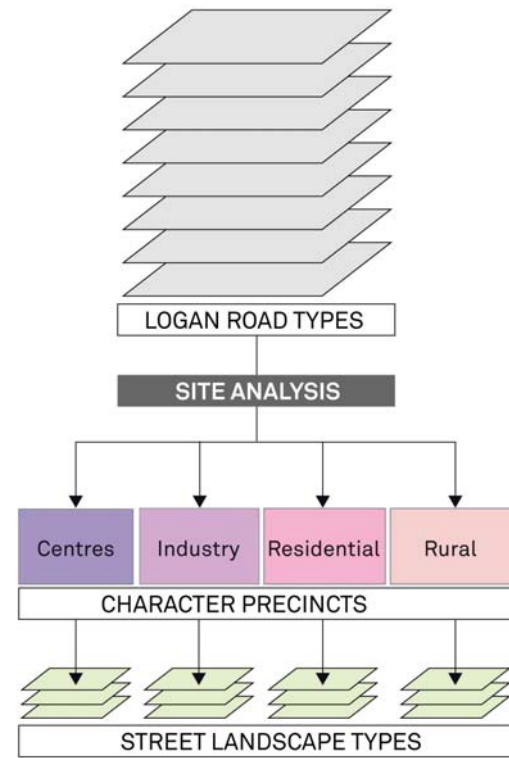 LOGAN ROAD TYPES
SITE ANALYSIS
Centres
Industry
Residential
Rural
CHARACTER PRECINCTS
STREET LANDSCAPE TYPES